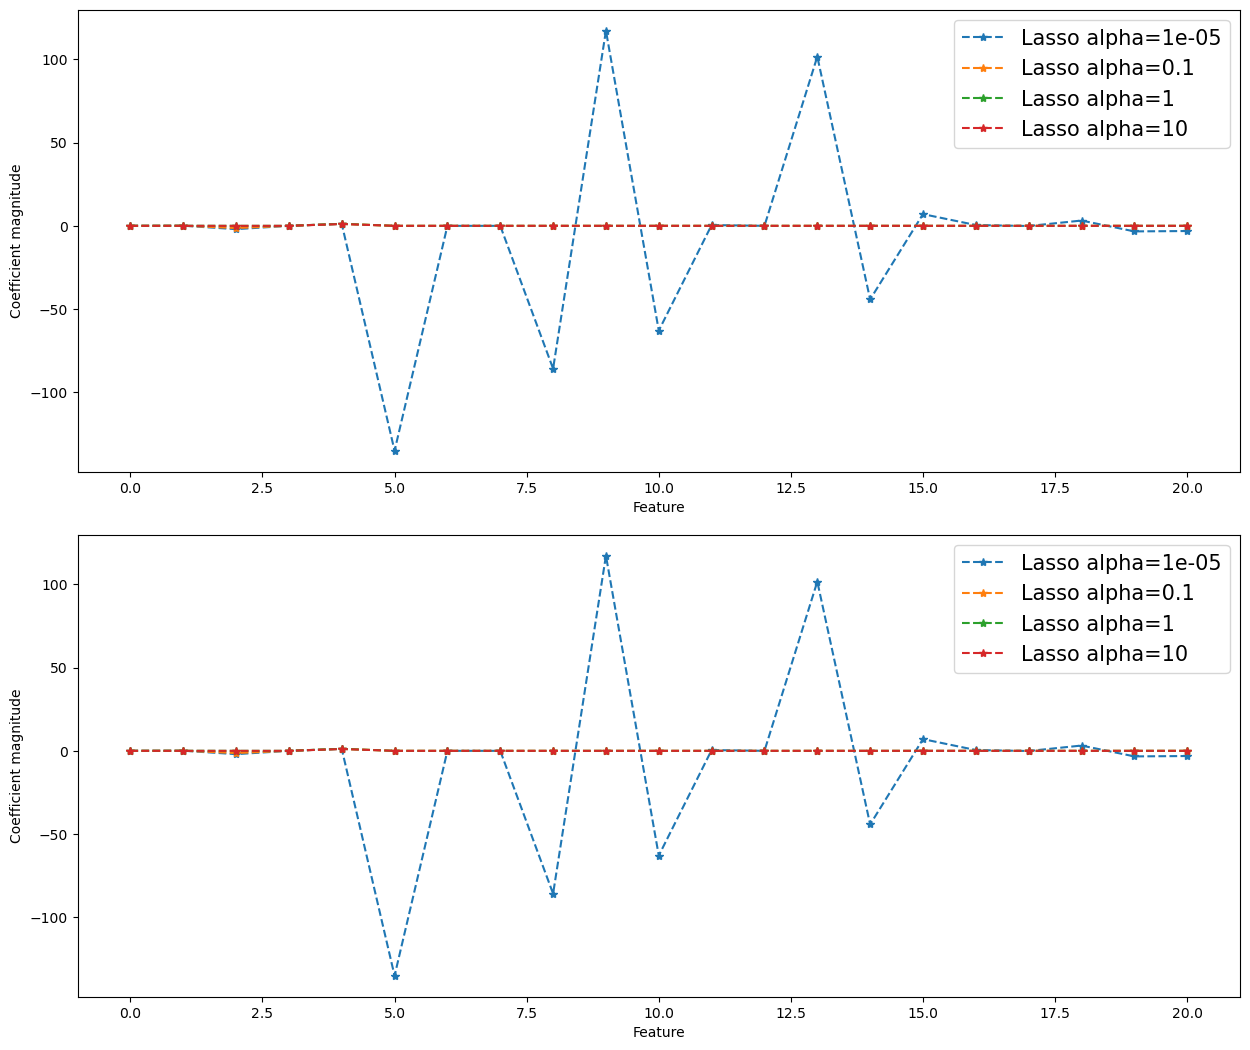 100
50
0
−50
−100
Coefficient magnitude
Lasso alpha=1e-05
Lasso alpha=0.1
Lasso alpha=1
Lasso alpha=10
0.0 2.5 5.0 7.5 10.0 12.5 15.0 17.5 20.0
Feature
100
50
0
−50
−100
Coefficient magnitude
Lasso alpha=1e-05
Lasso alpha=0.1
Lasso alpha=1
Lasso alpha=10
0.0 2.5 5.0 7.5 10.0 12.5 15.0 17.5 20.0
Feature